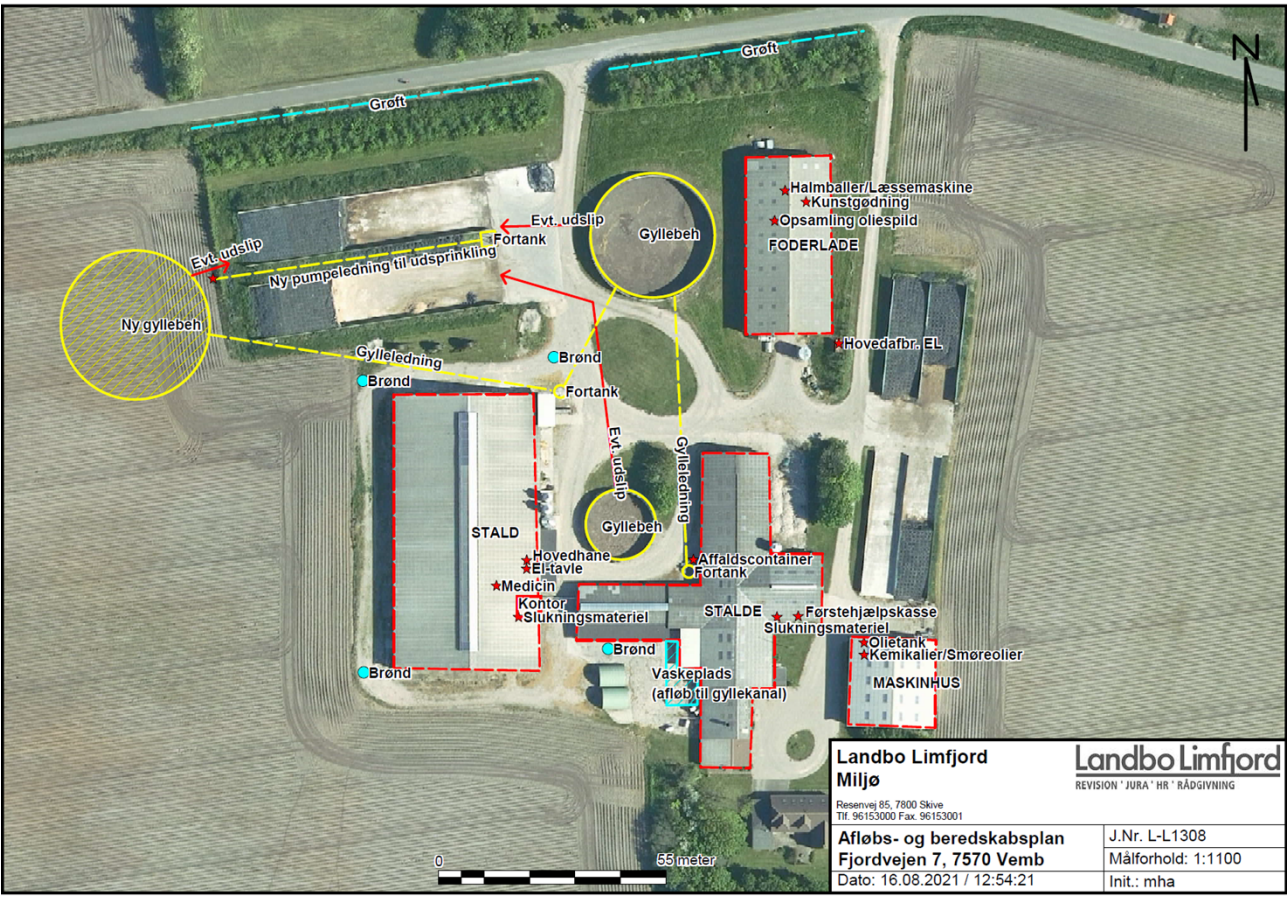 N
Grøft
Grøft
Halmballer/Læssemaskine
Kunstgødning
Opsamling oliespild
FODERLADE
Evt. udslip
Gyllebeh
Fortank
Evt. udslip
Ny pumpeledning til udsprinkling
Ny gyllebeh
Hovedafbr. EL
Gylleledning
Brønd
Brønd
Fortank
Evt. udslip
Gylleledning
Gyllebeh
STALD
Hovedhane
El-tavle
Medicin
Kontor
Slukningsmateriel
Affaldscontainer
Fortank
STALDE
Førstehjælpskasse
Slukningsmateriel
Olietank
Kemikalier/Smøreolier
MASKINHUS
Brønd
Brønd
Vaskeplads
(afløb til gyllekanal)
0
55 meter
Landbo Limfjord
Miljø
Resenvej 85, 7800 Skive
Tlf. 96153000 Fax. 96153001
Landbo Limfjord
REVISION ' JURA ' HR ' RÅDGIVNING
Afløbs- og beredskabsplan
Fjordvejen 7, 7570 Vemb
Dato: 16.08.2021 / 12:54:21
J.Nr. L-L1308
Målforhold: 1:1100
Init.: mha